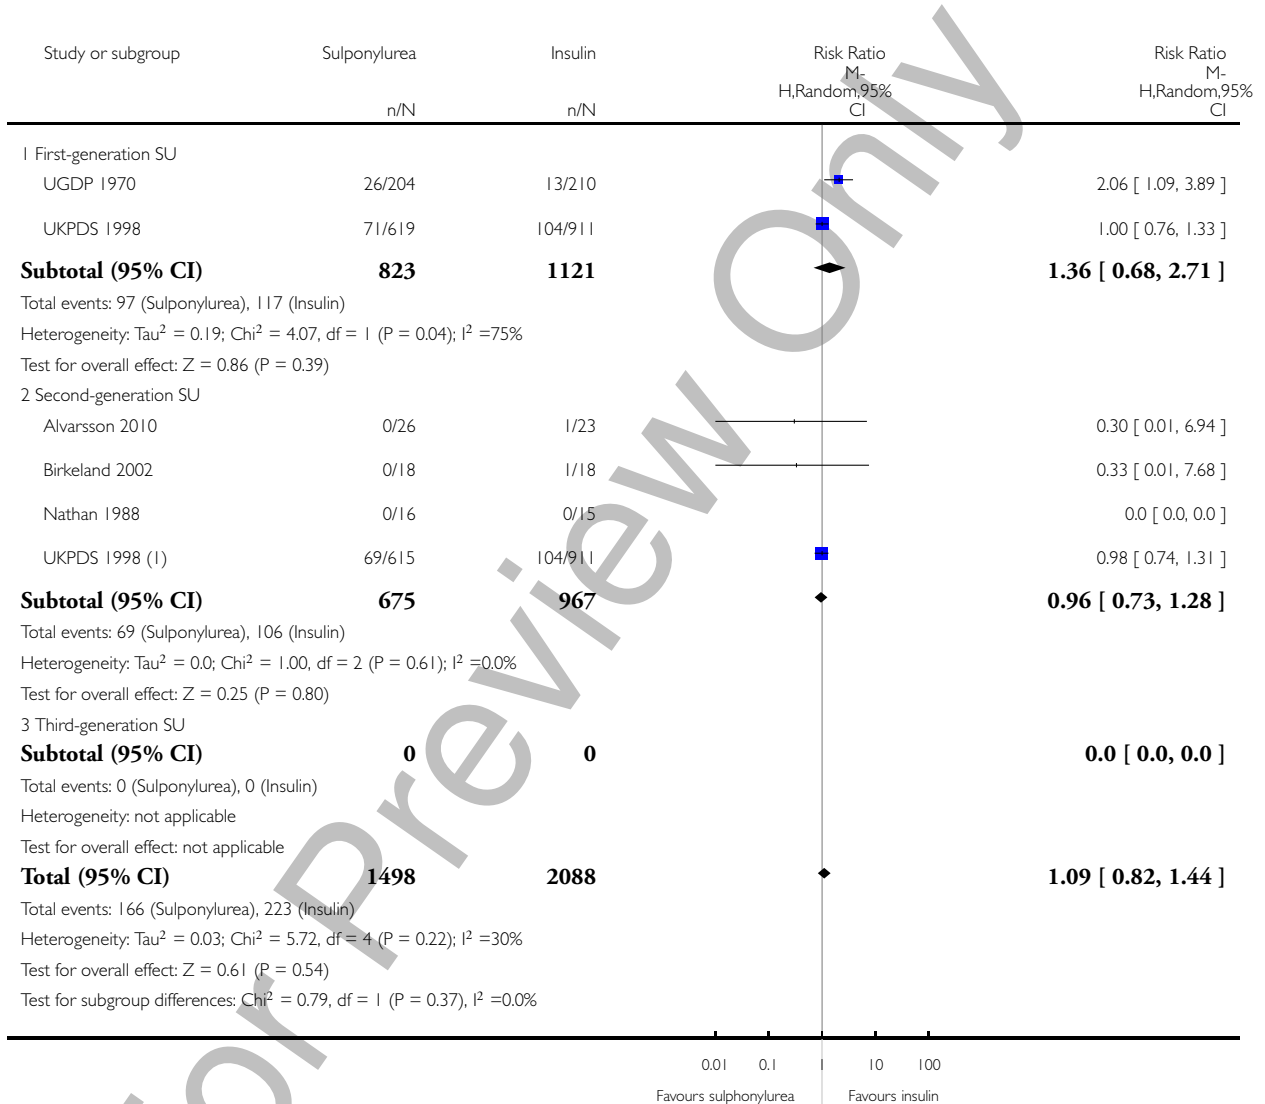 Study or subgroup Sulponylurea Insulin Risk Ratio Risk Ratio
M- M-
H,Random,95% H,Random,95%
n/N n/N CI CI
1 First-generation SU
UGDP 1970 26/204 13/210 2.06 [ 1.09, 3.89 ]
UKPDS 1998 71/619 104/911 1.00 [ 0.76, 1.33 ]
Subtotal (95% CI) 823 1121 1.36 [ 0.68, 2.71 ]
Total events: 97 (Sulponylurea), 117 (Insulin)
Heterogeneity: Tau² = 0.19; Chi² = 4.07, df = 1 (P = 0.04); I² =75%
Test for overall effect: Z = 0.86 (P = 0.39)
2 Second-generation SU
Alvarsson 2010 0/26 1/23 0.30 [ 0.01, 6.94 ]
Birkeland 2002 0/18 1/18 0.33 [ 0.01, 7.68 ]
Nathan 1988 0/16 0/15 0.0 [ 0.0, 0.0 ]
UKPDS 1998 (1) 69/615 104/911 0.98 [ 0.74, 1.31 ]
Subtotal (95% CI) 675 967 0.96 [ 0.73, 1.28 ]
Total events: 69 (Sulponylurea), 106 (Insulin)
Heterogeneity: Tau² = 0.0; Chi² = 1.00, df = 2 (P = 0.61); I² =0.0%
Test for overall effect: Z = 0.25 (P = 0.80)
3 Third-generation SU
Subtotal (95% CI) 0 0 0.0 [ 0.0, 0.0 ]
Total events: 0 (Sulponylurea), 0 (Insulin)
Heterogeneity: not applicable
Test for overall effect: not applicable
Total (95% CI) 1498 2088 1.09 [ 0.82, 1.44 ]
Total events: 166 (Sulponylurea), 223 (Insulin)
Heterogeneity: Tau² = 0.03; Chi² = 5.72, df = 4 (P = 0.22); I² =30%
Test for overall effect: Z = 0.61 (P = 0.54)
Test for subgroup differences: Chi² = 0.79, df = 1 (P = 0.37), I² =0.0%
0.01 0.1 1 10 100
Favours sulphonylurea Favours insulin
For Preview Only